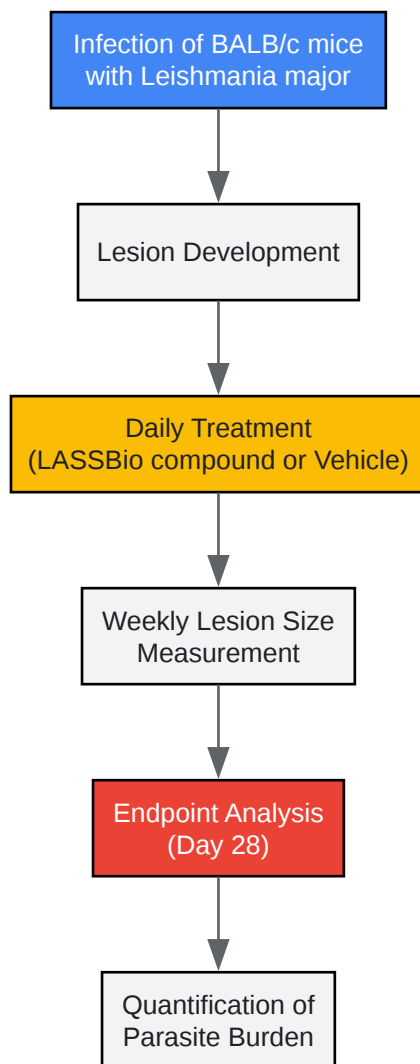 Infection of BALB/c mice
with Leishmania major
Lesion Development
Daily Treatment
(LASSBio compound or Vehicle)
Weekly Lesion Size
Measurement
Endpoint Analysis
(Day 28)
Quantification of
Parasite Burden